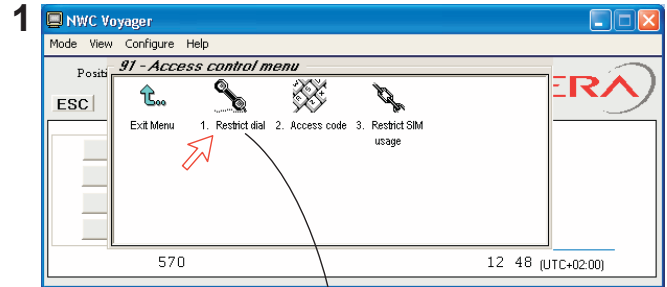 1
NWC Voyager
Mode View Configure Help
91 - Access control menu
Positi
ESC
ERA
Exit Menu 1. Restrict dial 2. Access code 3. Restrict SIM
usage
570 12 48 (UTC+02:00)